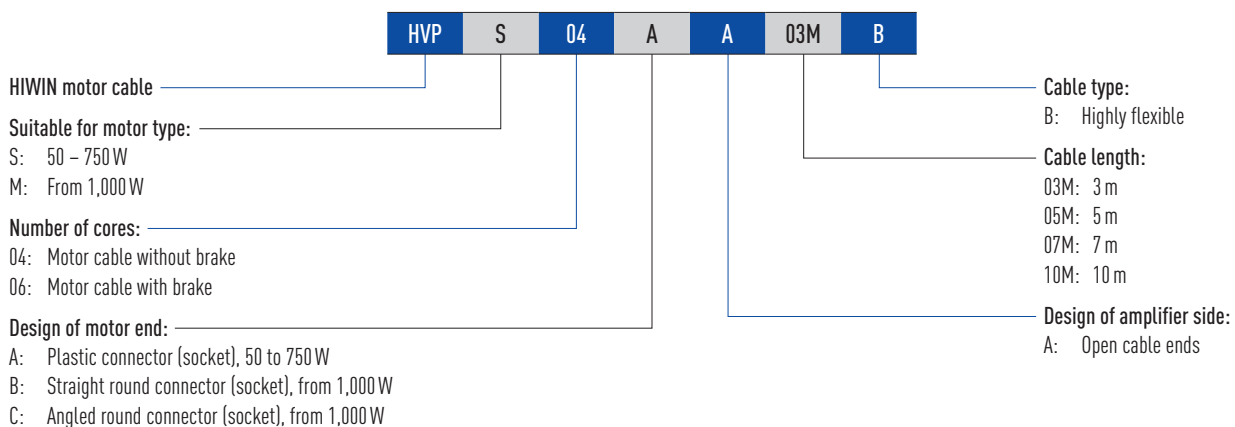 HVP S 04 A A 03M B
HIWIN motor cable
Suitable for motor type:
S: 50 – 750 W
M: From 1,000 W
Number of cores:
04: Motor cable without brake
06: Motor cable with brake
Design of motor end:
A: Plastic connector (socket), 50 to 750 W
B: Straight round connector (socket), from 1,000 W
C: Angled round connector (socket), from 1,000 W
Cable type:
B: Highly flexible
Cable length:
03M: 3 m
05M: 5 m
07M: 7 m
10M: 10 m
Design of amplifier side:
A: Open cable ends